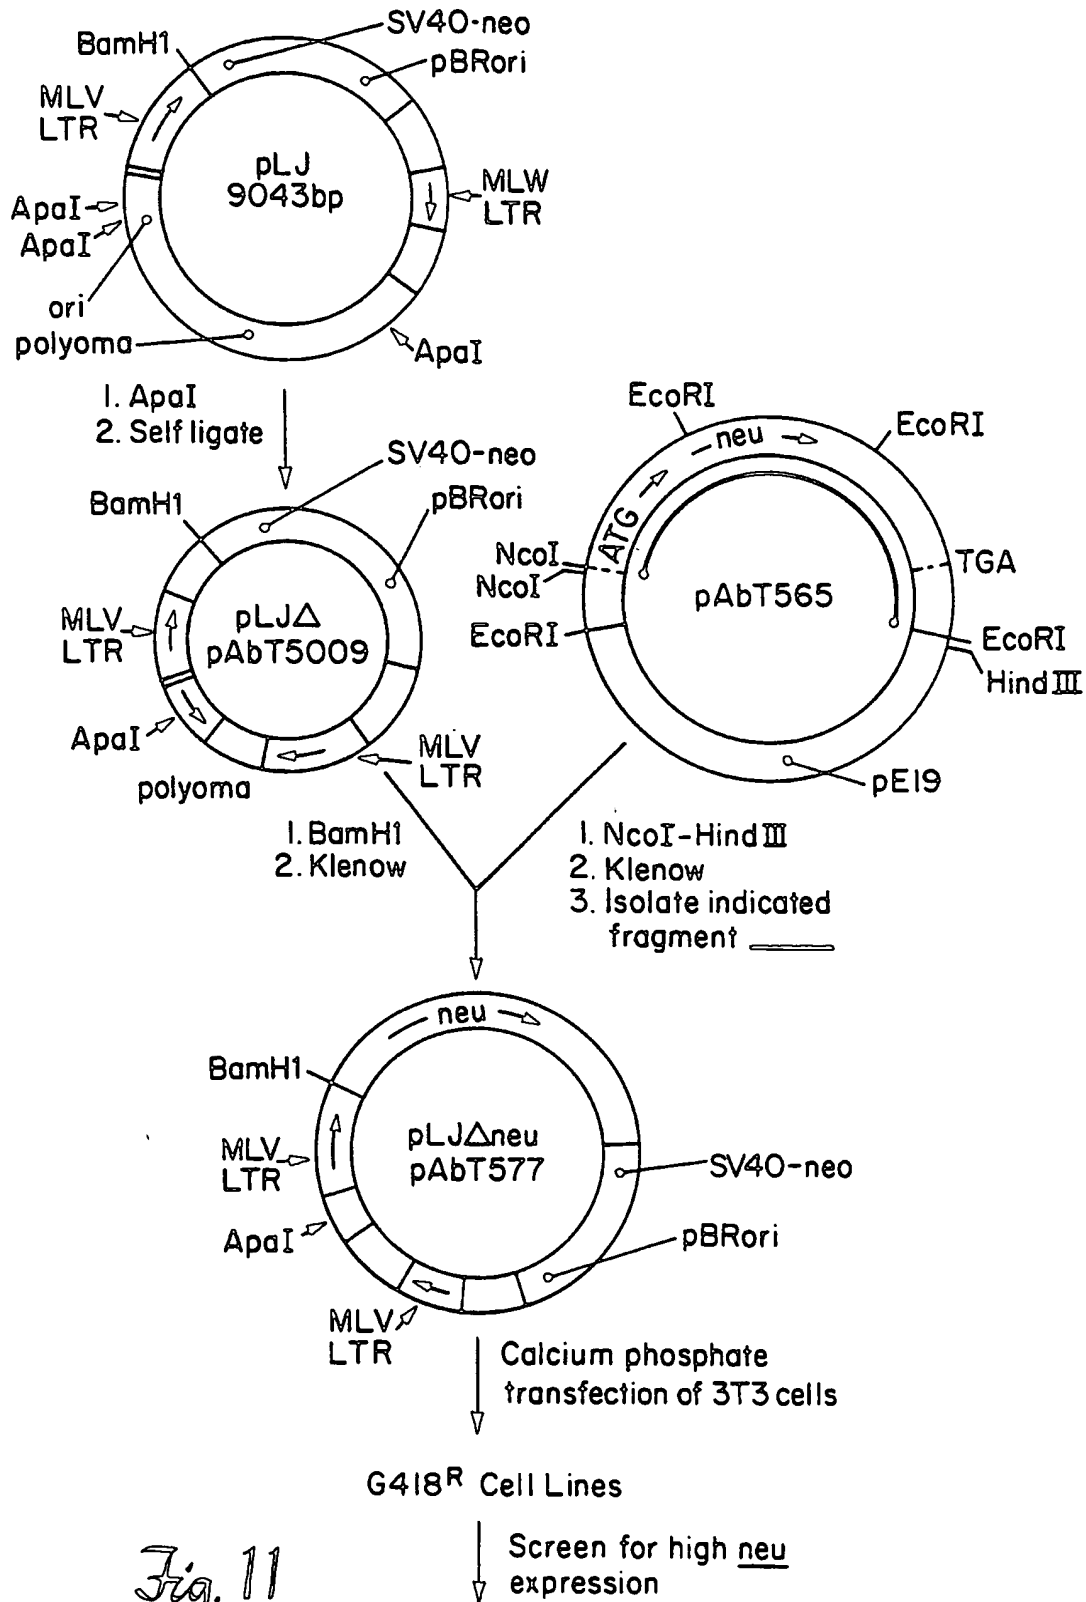 SV40-neo
BamH1
pBRori
MLV
LTR
pLJ
9043bp
MLW
LTR
ApaI
ApaI
ori
polyoma
ApaI
1. ApaI
2. Self ligate
EcoRI
neu
EcoRI
SV40-neo
BamH1
pBRori
ATG
NcoI
NcoI
TGA
pAbT565
MLV
LTR
pLJΔ
pAbT5009
EcoRI
EcoRI
HindIII
ApaI
MLV
LTR
polyoma
pE19
1. BamH1
2. Klenow
1. NcoI-HindIII
2. Klenow
3. Isolate indicated
fragment
neu
BamH1
pLJΔneu
pAbT577
MLV
LTR
SV40-neo
ApaI
pBRori
MLV
LTR
Calcium phosphate
transfection of 3T3 cells
G418R Cell Lines
Screen for high neu
expression
Fig. 11